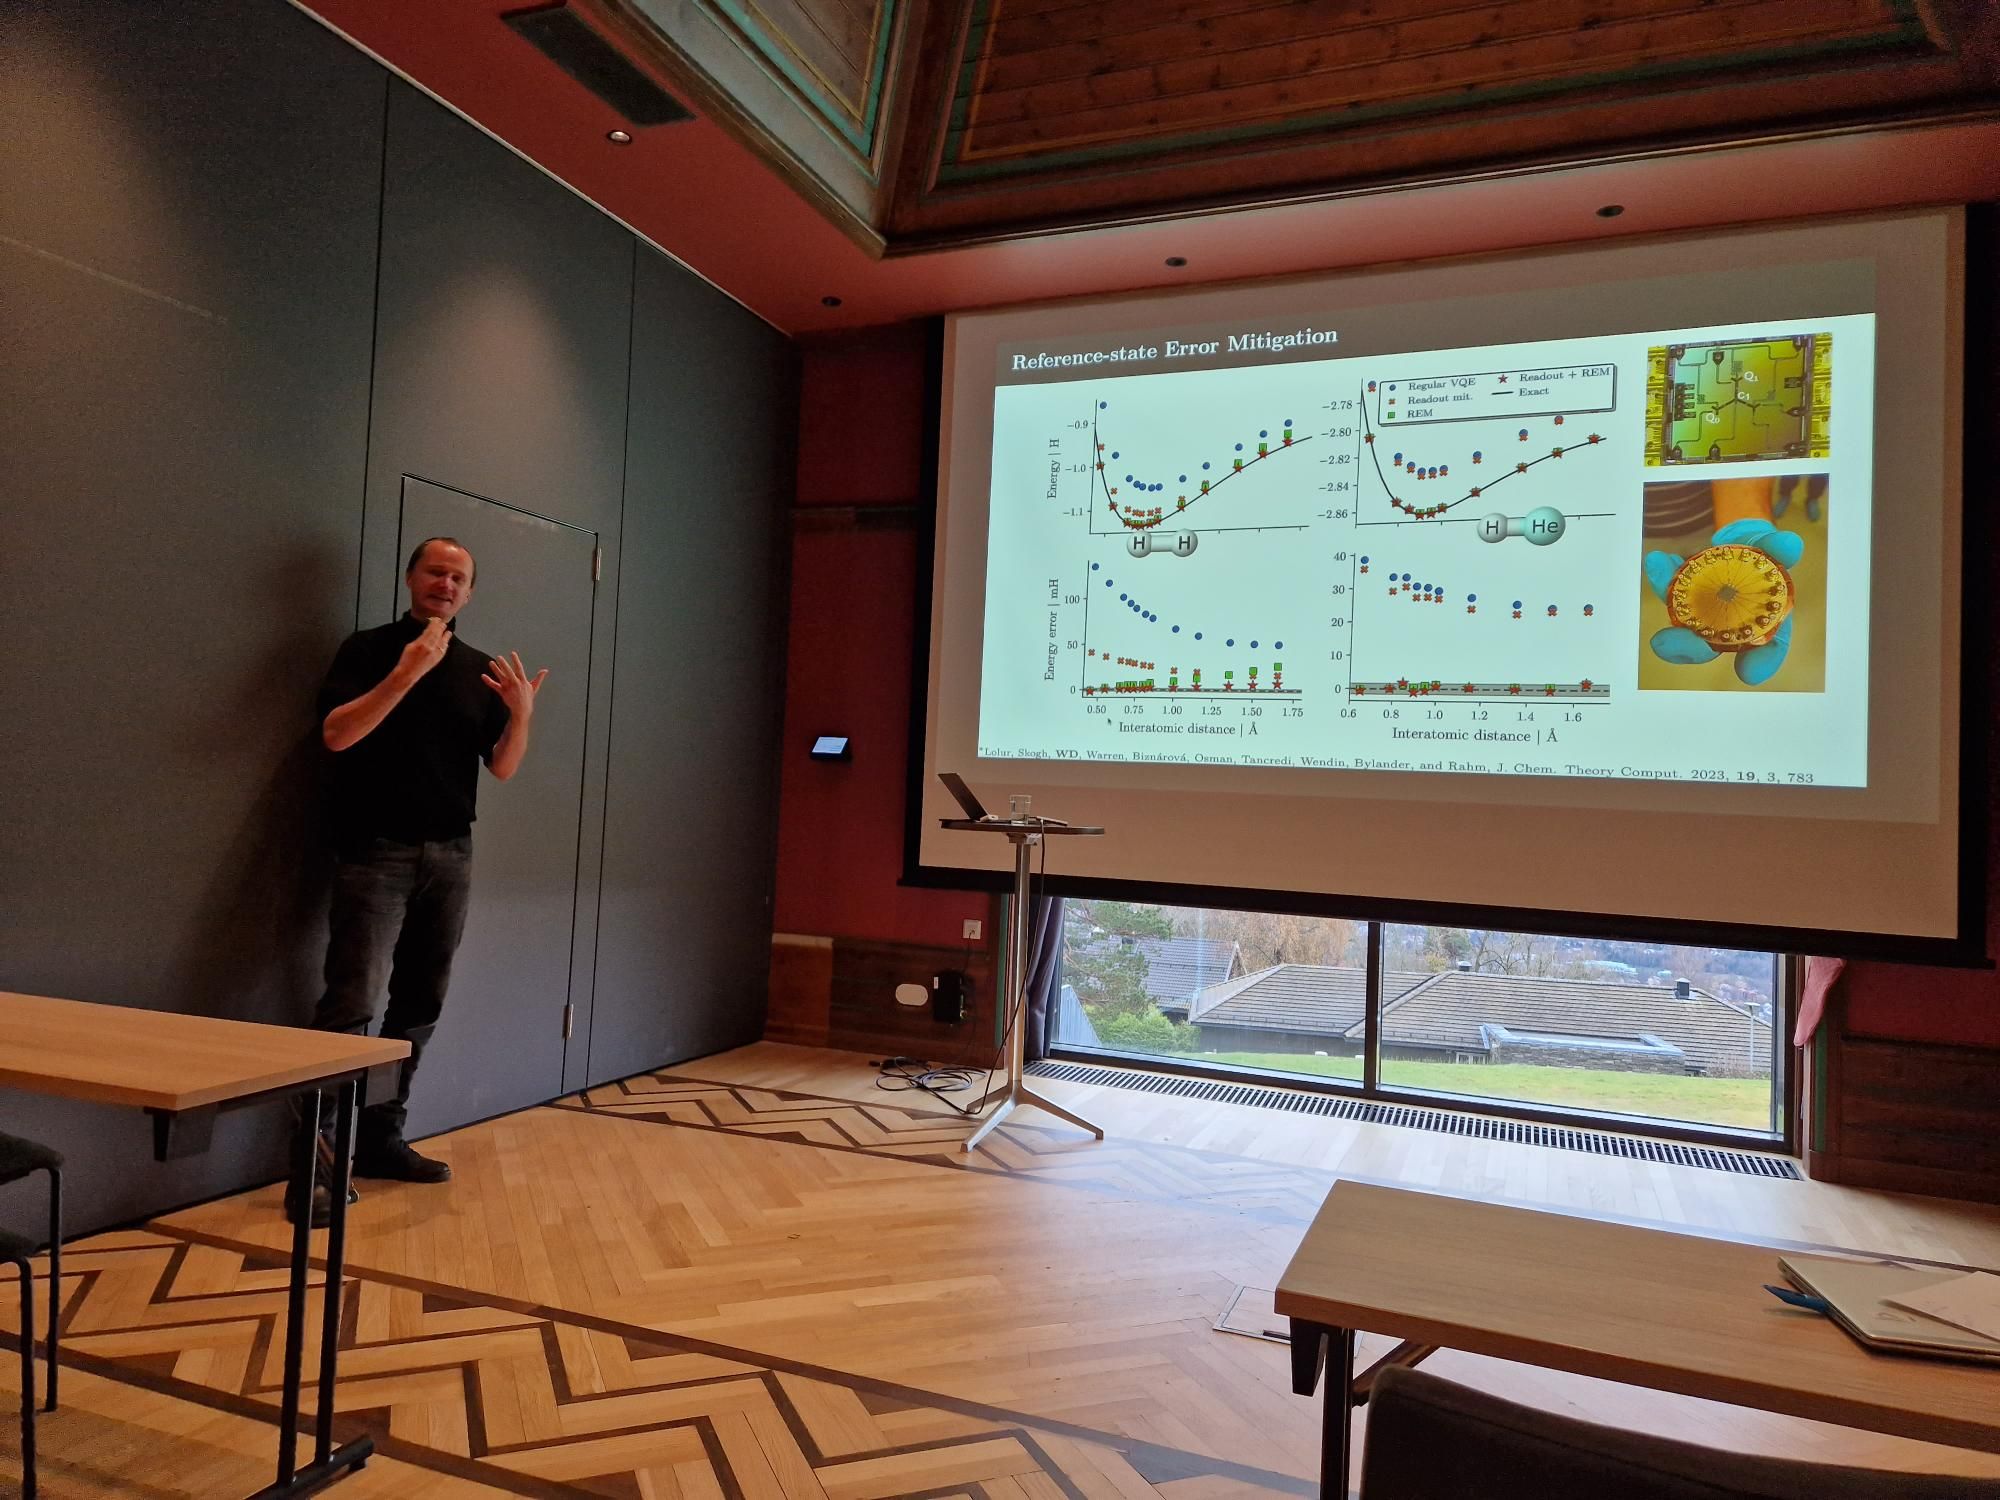 Reference-state Error Mitigation
Regular VQE
Readout + REM
Readout mit.
Exact
REM
Energy | H
−0.9
−1.0
−1.1
−2.78
−2.80
−2.82
−2.84
−2.86
H H
H He
Q₁
C₁
Q₀
Energy error | mH
100
50
0
40
30
20
10
0
0.50 0.75 1.00 1.25 1.50 1.75
0.6 0.8 1.0 1.2 1.4 1.6
Interatomic distance | Å
Interatomic distance | Å
*Lolur, Skogh, WD, Warren, Biznárová, Osman, Tancredi, Wendin, Bylander, and Rahm, J. Chem. Theory Comput. 2023, 19, 3, 783